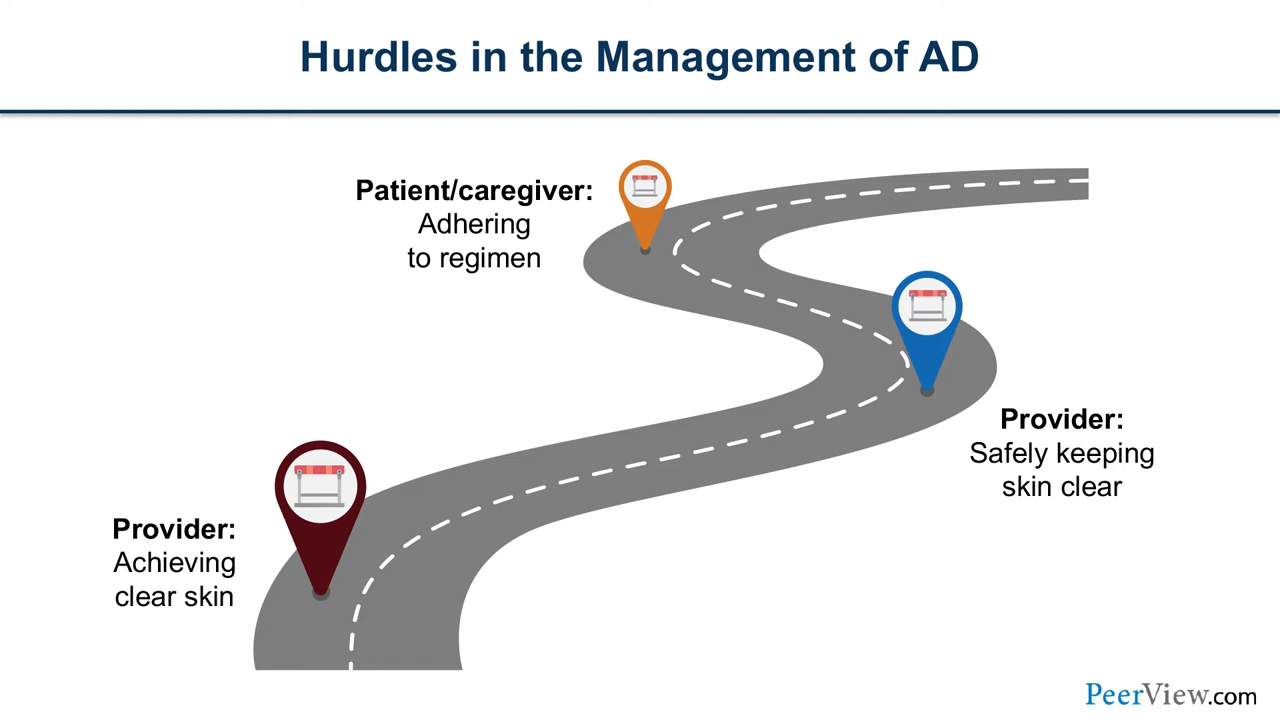 Hurdles in the Management of AD
Patient/caregiver:
Adhering
to regimen
Provider:
Safely keeping
skin clear
Provider:
Achieving
clear skin
PeerView.com